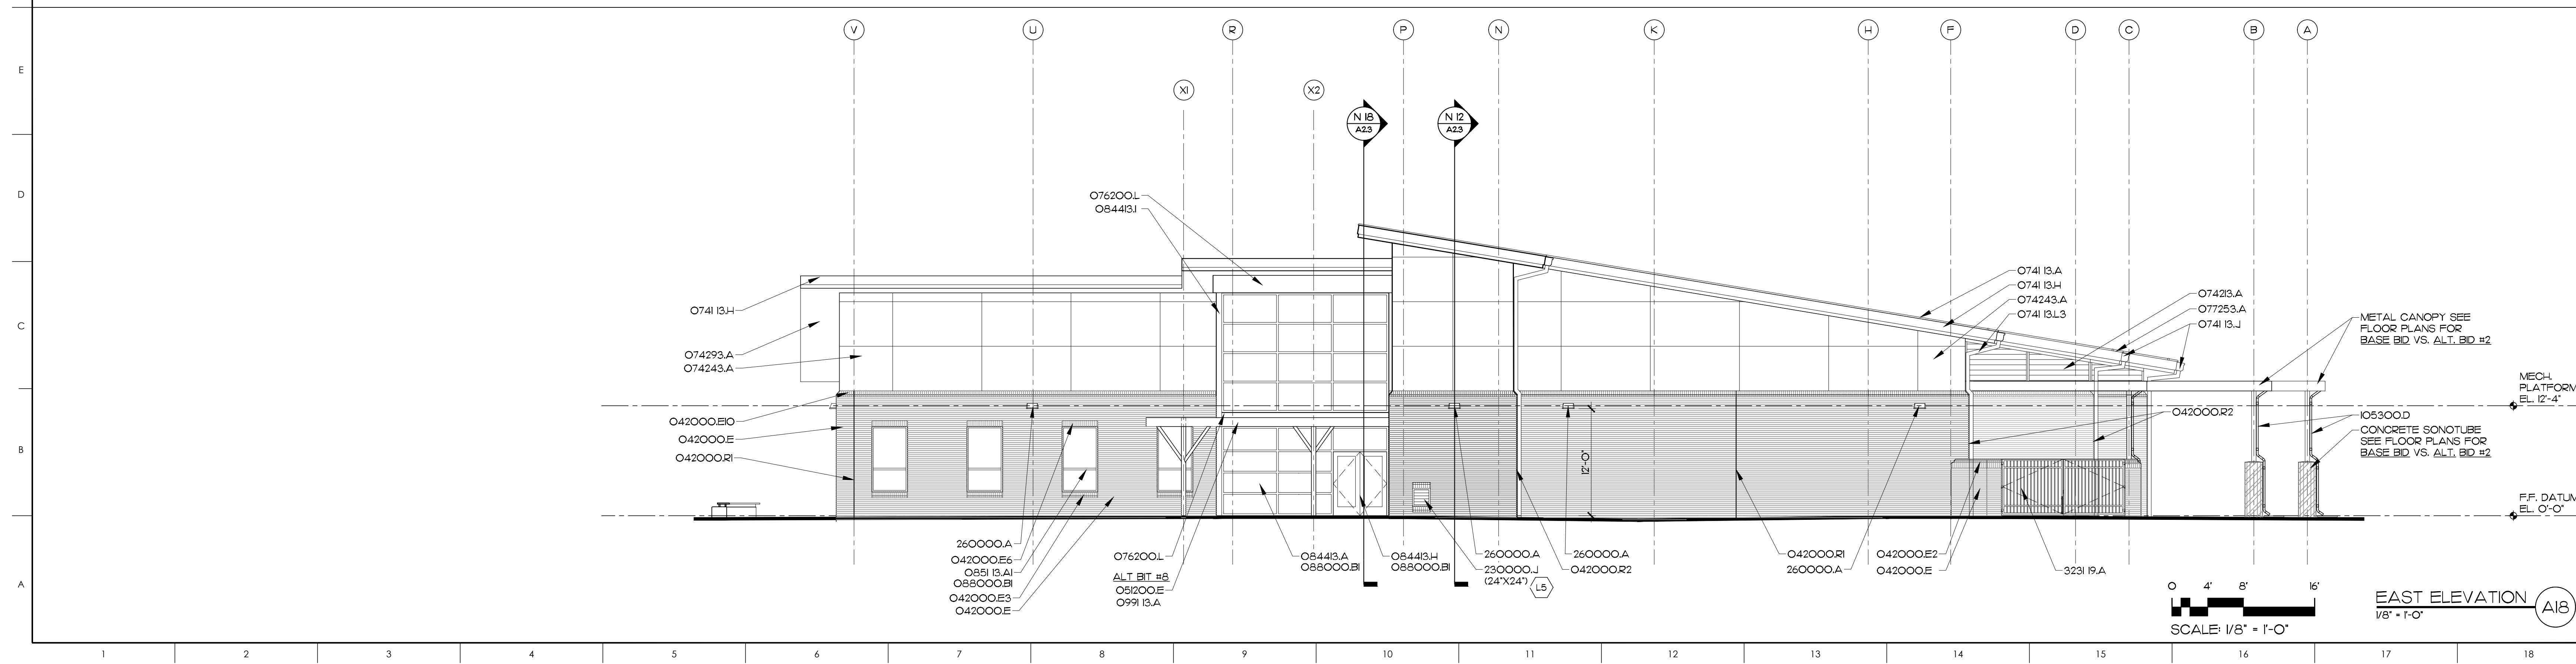 V
U
R
P
N
K
H
F
D
C
B
A
X1
X2
N 18
A2.3
N 12
A2.3
E
D
C
B
A
076200.L
084413.I
074113.H
074293.A
074243.A
042000.E10
042000.E
042000.R1
074113.A
074113.H
074243.A
074113.L3
074213.A
077253.A
074113.J
METAL CANOPY SEE
FLOOR PLANS FOR
BASE BID VS. ALT. BID #2
MECH.
PLATFORM
EL. 12'-4"
042000.R2
105300.D
CONCRETE SONOTUBE
SEE FLOOR PLANS FOR
BASE BID VS. ALT. BID #2
12'-0"
F.F. DATUM
EL. 0'-0"
260000.A
042000.E6
085113.A1
088000.B1
042000.E3
042000.E
076200.L
ALT BIT #8
051200.E
099113.A
084413.A
088000.B1
084413.H
088000.B1
260000.A
230000.J
(24"X24")
L5
260000.A
042000.R2
042000.R1
260000.A
042000.E2
042000.E
323119.A
0 4' 8' 16'
SCALE: 1/8" = 1'-0"
EAST ELEVATION
1/8" = 1'-0"
A18
1 2 3 4 5 6 7 8 9 10 11 12 13 14 15 16 17 18